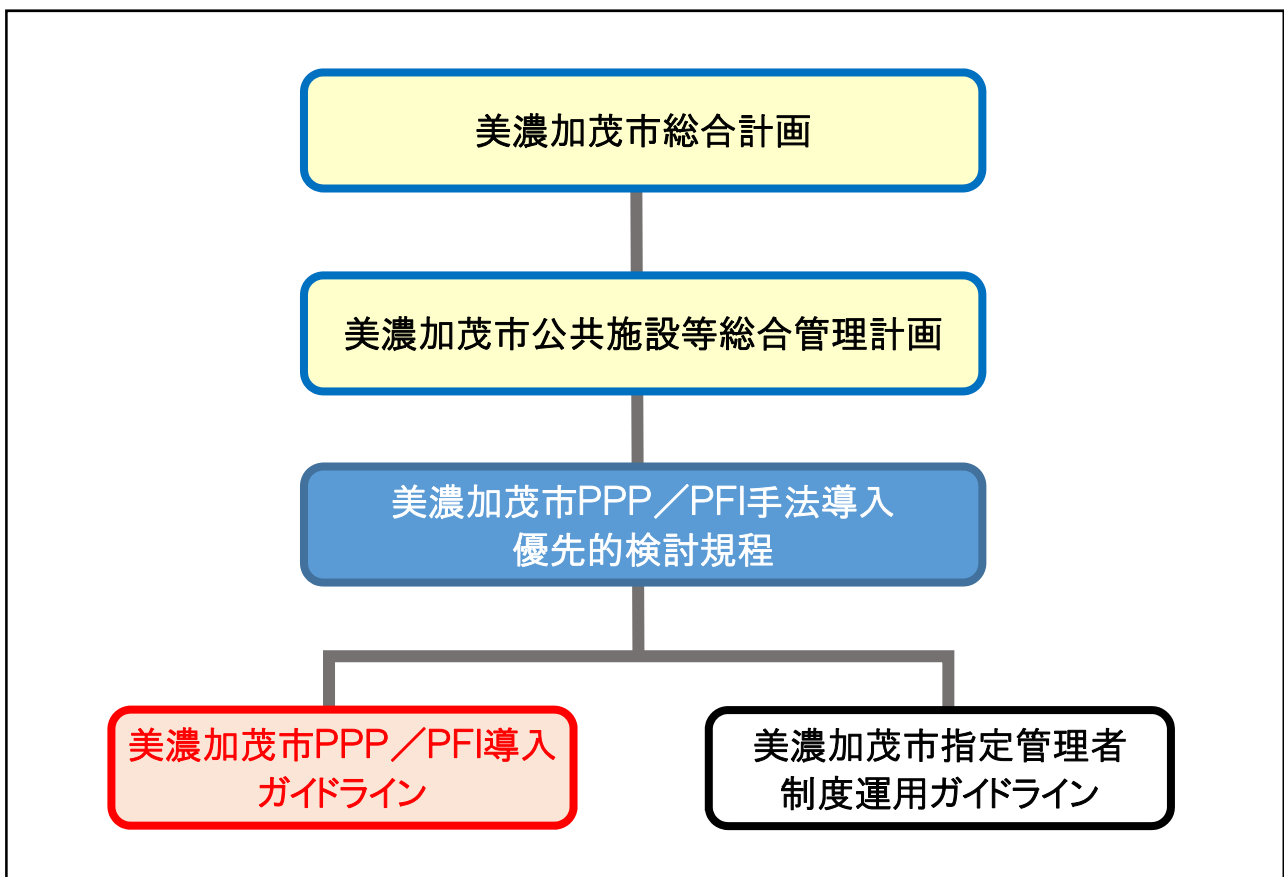 美濃加茂市総合計画
美濃加茂市公共施設等総合管理計画
美濃加茂市PPP／PFI手法導入
優先的検討規程
美濃加茂市PPP／PFI導入
ガイドライン
美濃加茂市指定管理者
制度運用ガイドライン